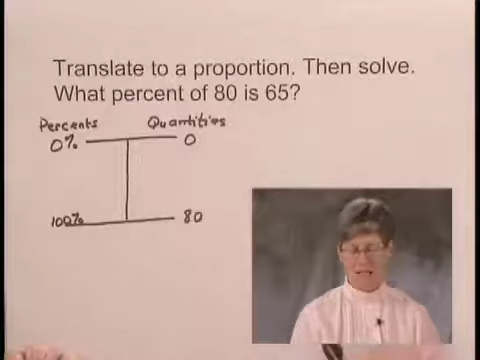 Translate to a proportion. Then solve.
What percent of 80 is 65?
Percents Quantities
0% 0
100% 80